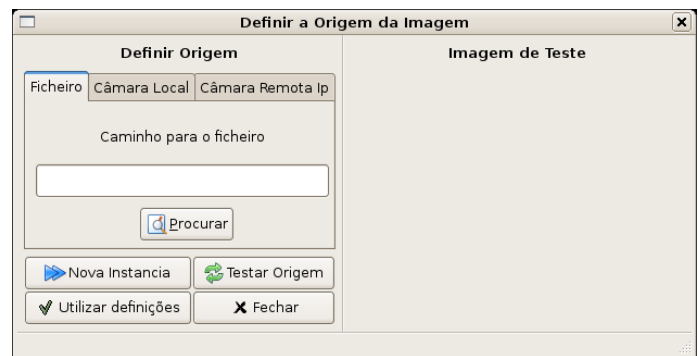 Definir a Origem da Imagem
Definir Origem
Imagem de Teste
Ficheiro Câmara Local Câmara Remota Ip
Caminho para o ficheiro
Procurar
Nova Instancia Testar Origem
Utilizar definições Fechar